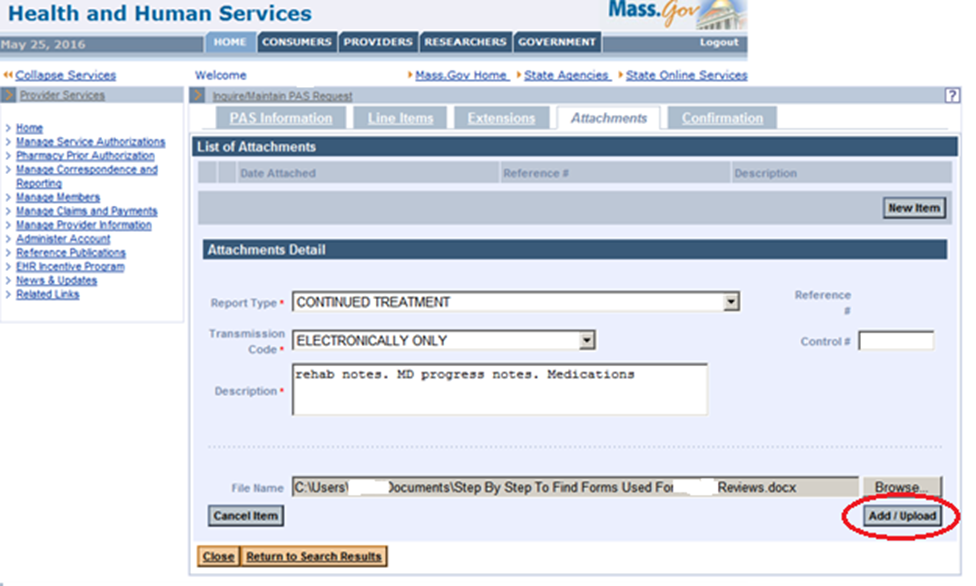 Health and Human Services
Mass.Gov
May 25, 2016
HOME CONSUMERS PROVIDERS RESEARCHERS GOVERNMENT Logout
Collapse Services
Welcome
Mass.Gov Home State Agencies State Online Services
Provider Services
Inquire/Maintain PAS Request ?
PAS Information Line Items Extensions Attachments Confirmation
Home
Manage Service Authorizations
Pharmacy Prior Authorization
Manage Correspondence and
Reporting
Manage Members
Manage Claims and Payments
Manage Provider Information
Administer Account
Reference Publications
EHR Incentive Program
News & Updates
Related Links
List of Attachments
Date Attached Reference # Description
New Item
Attachments Detail
Report Type * CONTINUED TREATMENT
Reference
#
Transmission
Code * ELECTRONICALLY ONLY
Control #
Description * rehab notes. MD progress notes. Medications
File Name C:\Users\ Documents\Step By Step To Find Forms Used For Reviews.docx Browse...
Cancel Item Add / Upload
Close Return to Search Results